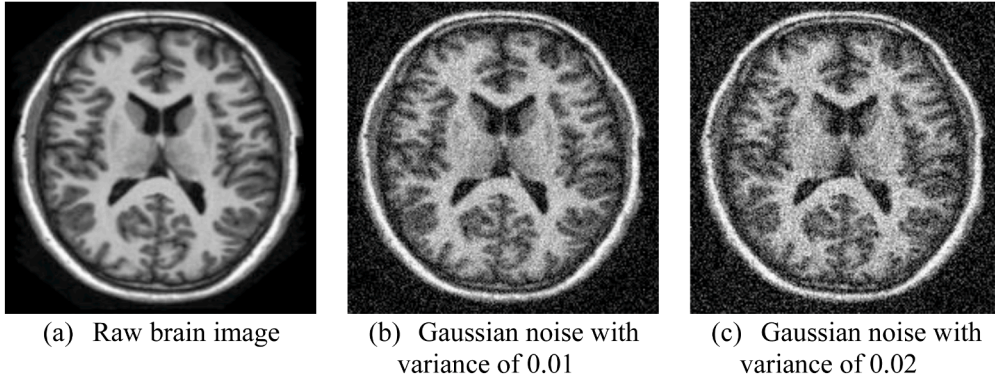 (a) Raw brain image
(b) Gaussian noise with
variance of 0.01
(c) Gaussian noise with
variance of 0.02